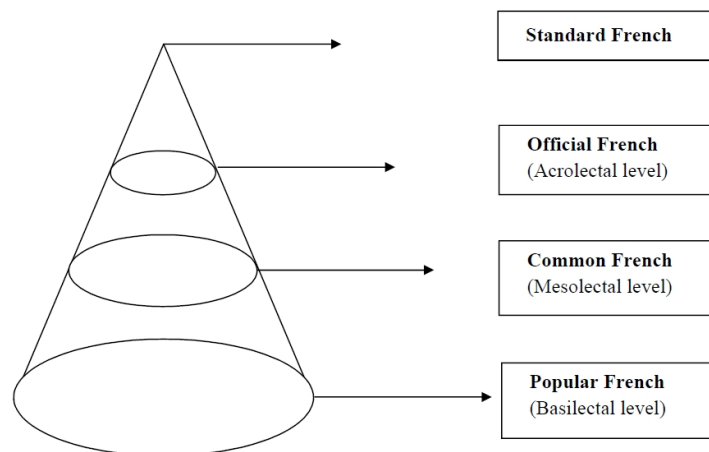 Standard French
Official French
(Acrolectal level)
Common French
(Mesolectal level)
Popular French
(Basilectal level)